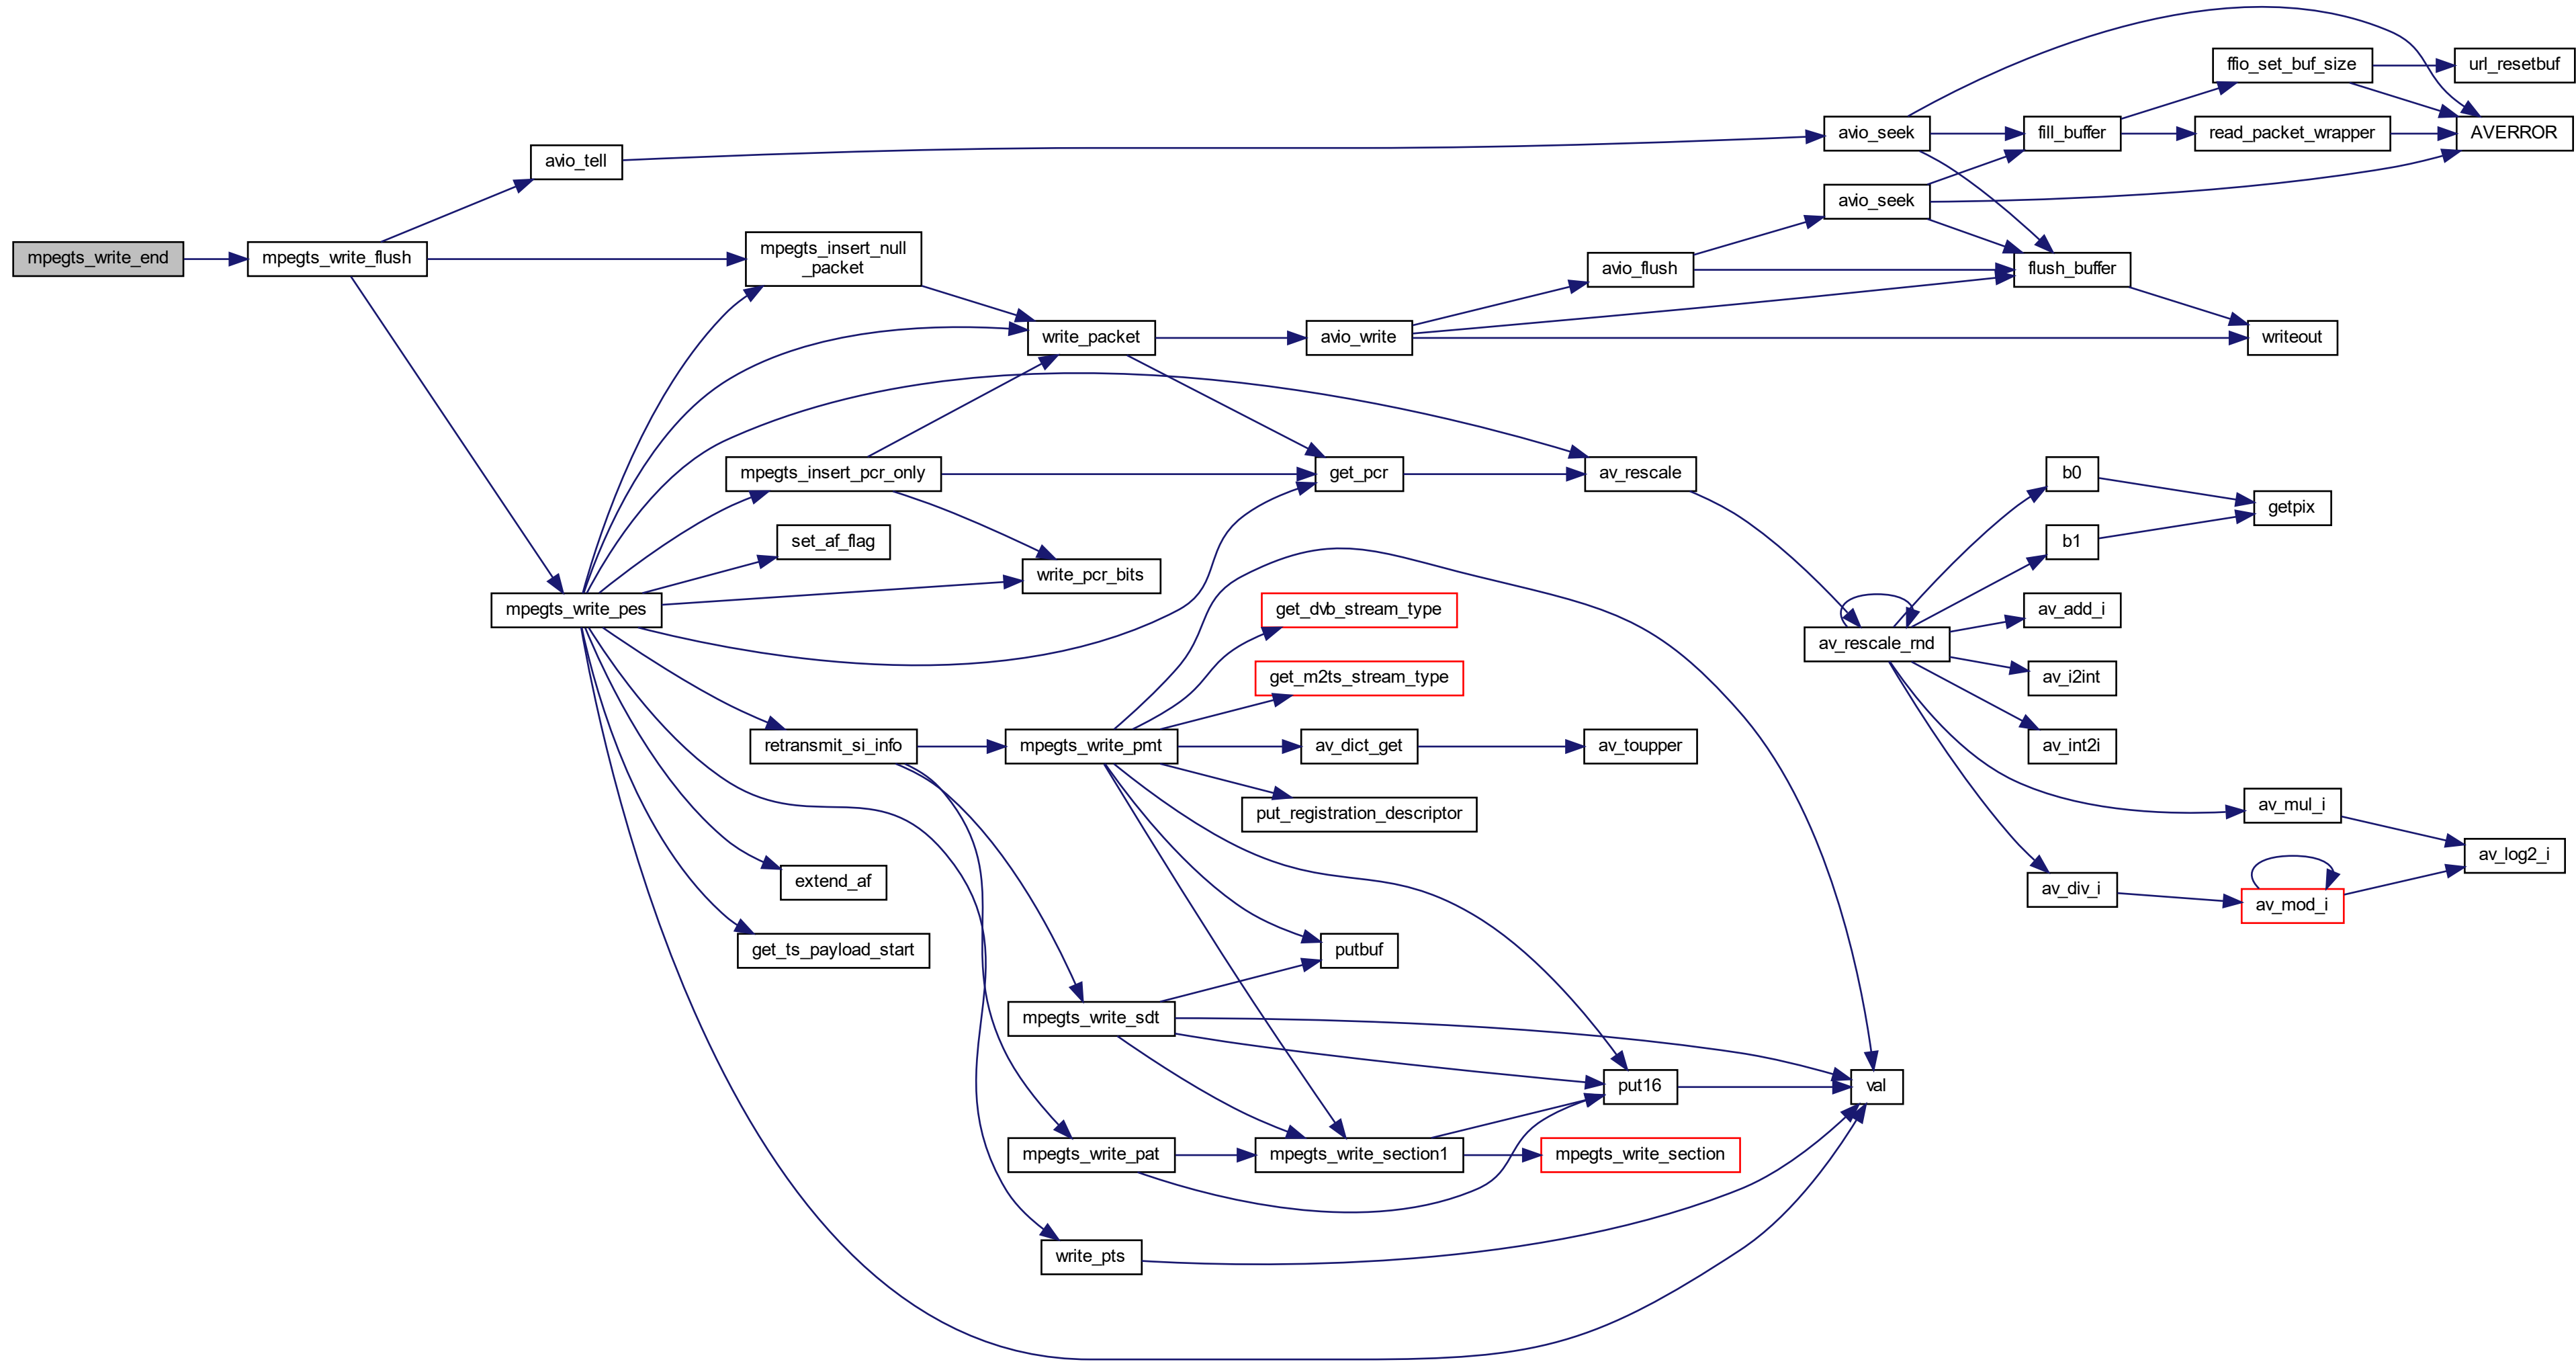 mpegts_write_end
mpegts_write_flush
avio_tell
mpegts_insert_null
_packet
mpegts_write_pes
write_packet
mpegts_insert_pcr_only
set_af_flag
write_pcr_bits
get_pcr
retransmit_si_info
extend_af
get_ts_payload_start
mpegts_write_pmt
mpegts_write_sdt
mpegts_write_pat
write_pts
avio_write
get_dvb_stream_type
get_m2ts_stream_type
av_dict_get
put_registration_descriptor
putbuf
mpegts_write_section1
avio_flush
av_rescale
av_toupper
put16
mpegts_write_section
avio_seek
avio_seek
av_rescale_rnd
val
fill_buffer
flush_buffer
b0
b1
av_add_i
av_i2int
av_int2i
av_div_i
ffio_set_buf_size
read_packet_wrapper
writeout
getpix
av_mul_i
av_mod_i
url_resetbuf
AVERROR
av_log2_i